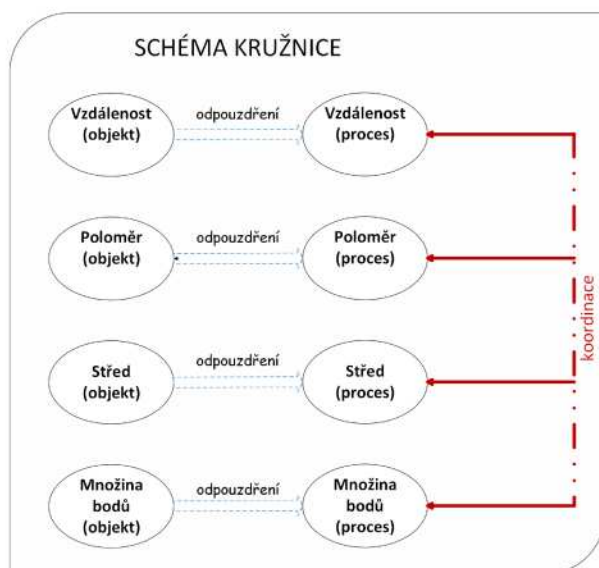 SCHÉMA KRUŽNICE
Vzdálenost
(objekt)
odpouzdření
Vzdálenost
(proces)
Poloměr
(objekt)
odpouzdření
Poloměr
(proces)
Střed
(objekt)
odpouzdření
Střed
(proces)
Množina
bodů
(objekt)
odpouzdření
Množina
bodů
(proces)
koordinace